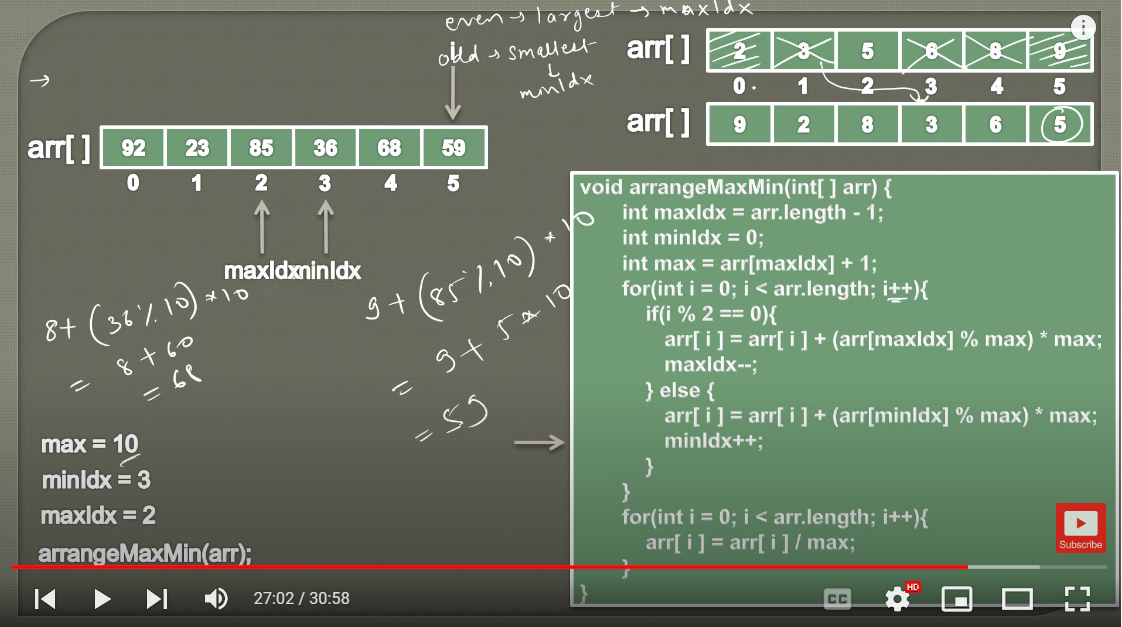 even → largest → maxIdx
odd → smallest
↓
minIdx
i
→
arr[ ] 2 3 5 6 8 9
0 1 2 3 4 5
arr[ ] 9 2 8 3 6 5
arr[ ] 92 23 85 36 68 59
0 1 2 3 4 5
maxIdx minIdx
8 + (36 % 10) * 10
= 8 + 60
= 68
9 + (85 % 10) * 10
= 9 + 5 * 10
= 59
max = 10
minIdx = 3
maxIdx = 2
arrangeMaxMin(arr);
void arrangeMaxMin(int[ ] arr) {
int maxIdx = arr.length - 1;
int minIdx = 0;
int max = arr[maxIdx] + 1;
for(int i = 0; i < arr.length; i++){
if(i % 2 == 0){
arr[ i ] = arr[ i ] + (arr[maxIdx] % max) * max;
maxIdx--;
} else {
arr[ i ] = arr[ i ] + (arr[minIdx] % max) * max;
minIdx++;
}
}
for(int i = 0; i < arr.length; i++){
arr[ i ] = arr[ i ] / max;
}
}
Subscribe
27:02 / 30:58
CC
HD